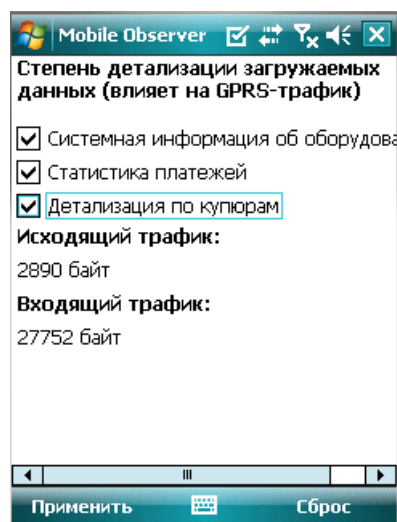 Mobile Observer
Степень детализации загружаемых
данных (влияет на GPRS-трафик)
Системная информация об оборудова
Статистика платежей
Детализация по купюрам
Исходящий трафик:
2890 байт
Входящий трафик:
27752 байт
Применить
Сброс